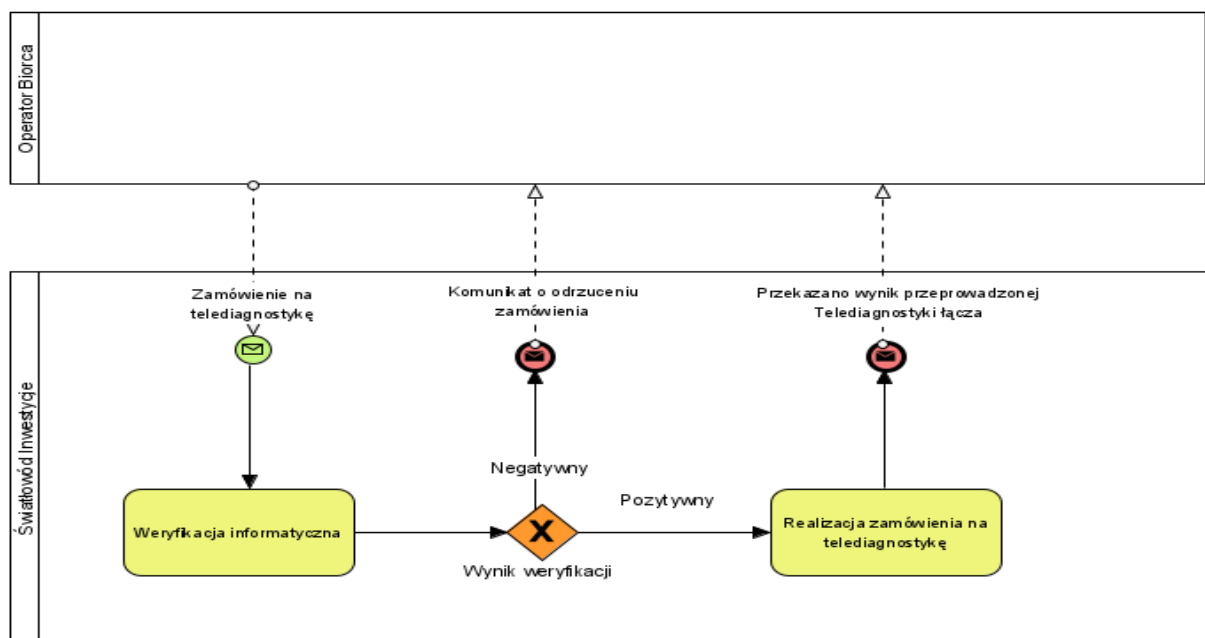 Operator Biorca
Światłowód Inwestycje
Zamówienie na
telediagnostykę
Komunikat o odrzuceniu
zamówienia
Przekazano wynik przeprowadzonej
Telediagnostyki łącza
Negatywny
Pozytywny
Weryfikacja informatyczna
X
Realizacja zamówienia na
telediagnostykę
Wynik weryfikacji